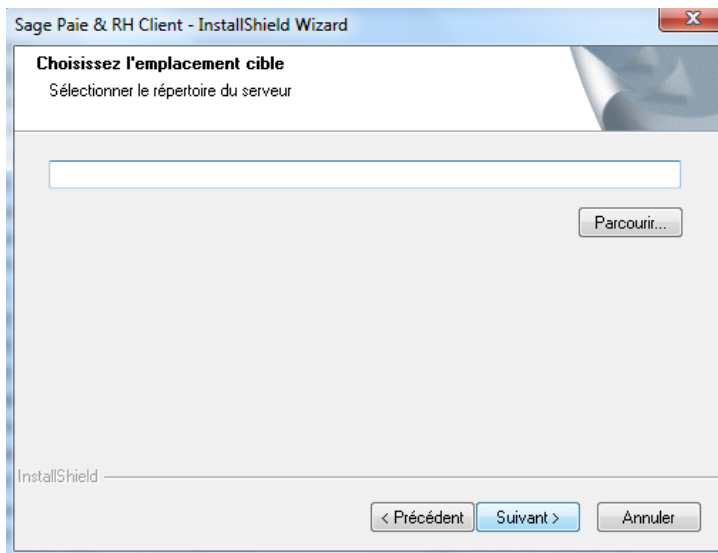 Sage Paie & RH Client - InstallShield Wizard
Choisissez l'emplacement cible
Sélectionner le répertoire du serveur
Parcourir...
InstallShield
< Précédent Suivant > Annuler